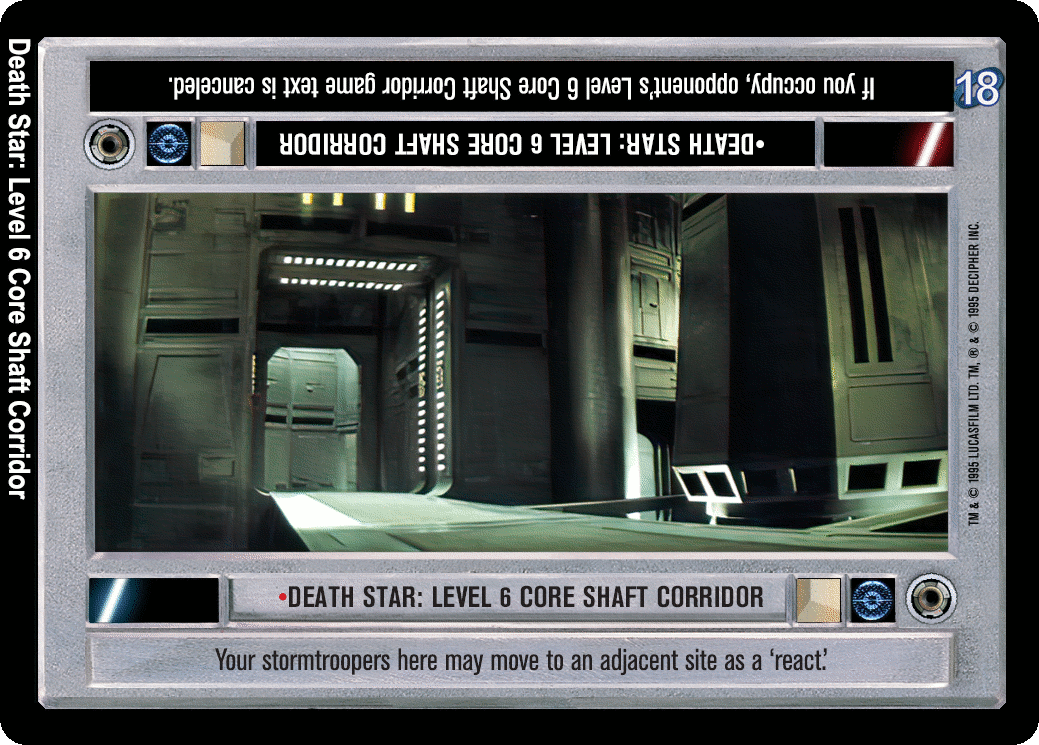 Death Star: Level 6 Core Shaft Corridor
18
If you occupy, opponent's Level 6 Core Shaft Corridor game text is canceled.
•DEATH STAR: LEVEL 6 CORE SHAFT CORRIDOR
TM & © 1995 LUCASFILM LTD. TM, ® & © 1995 DECIPHER INC.
•DEATH STAR: LEVEL 6 CORE SHAFT CORRIDOR
Your stormtroopers here may move to an adjacent site as a ‘react.’